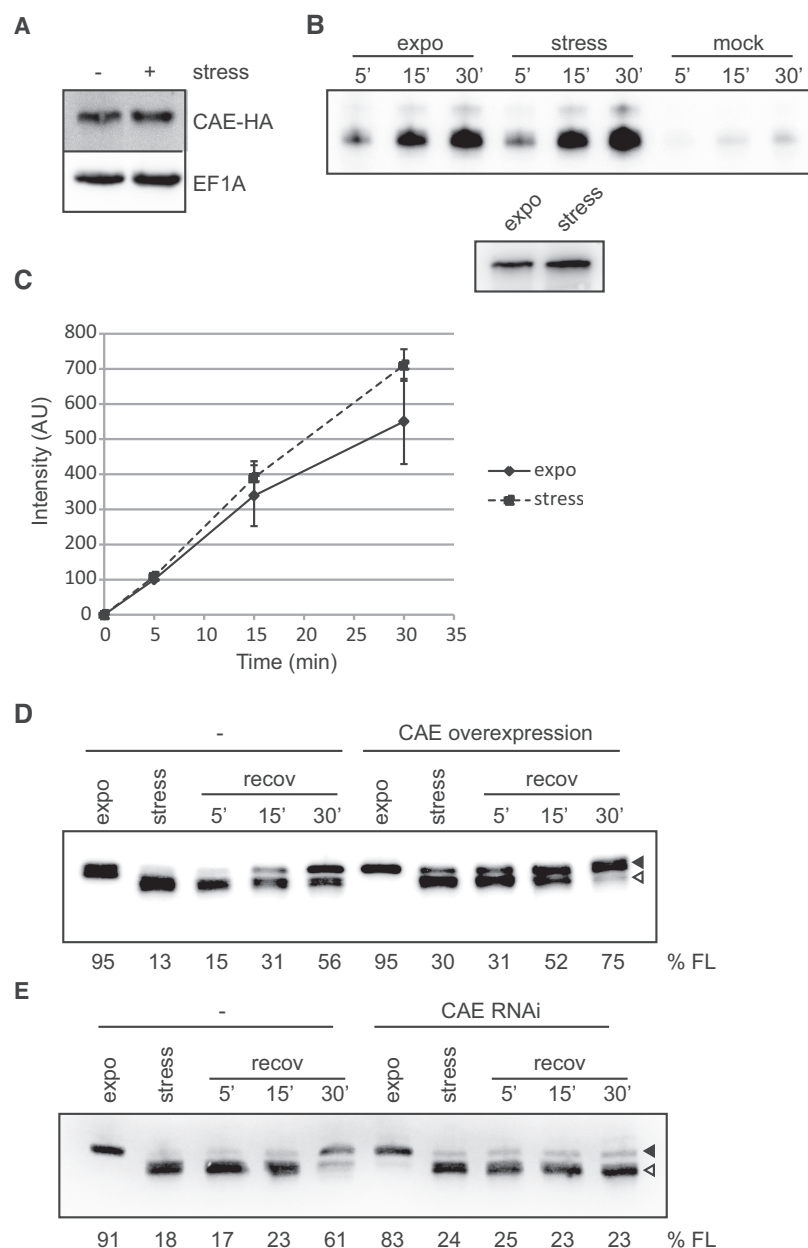 A
- + stress
CAE-HA
EF1A
B
expo stress mock
5’ 15’ 30’ 5’ 15’ 30’ 5’ 15’ 30’
expo stress
C
800
700
600
500
400
300
200
100
0
0 5 10 15 20 25 30 35
Intensity (AU)
Time (min)
expo
stress
D
- CAE overexpression
expo stress recov expo stress recov
5’ 15’ 30’ 5’ 15’ 30’
95 13 15 31 56 95 30 31 52 75 % FL
E
- CAE RNAi
expo stress recov expo stress recov
5’ 15’ 30’ 5’ 15’ 30’
91 18 17 23 61 83 24 25 23 23 % FL